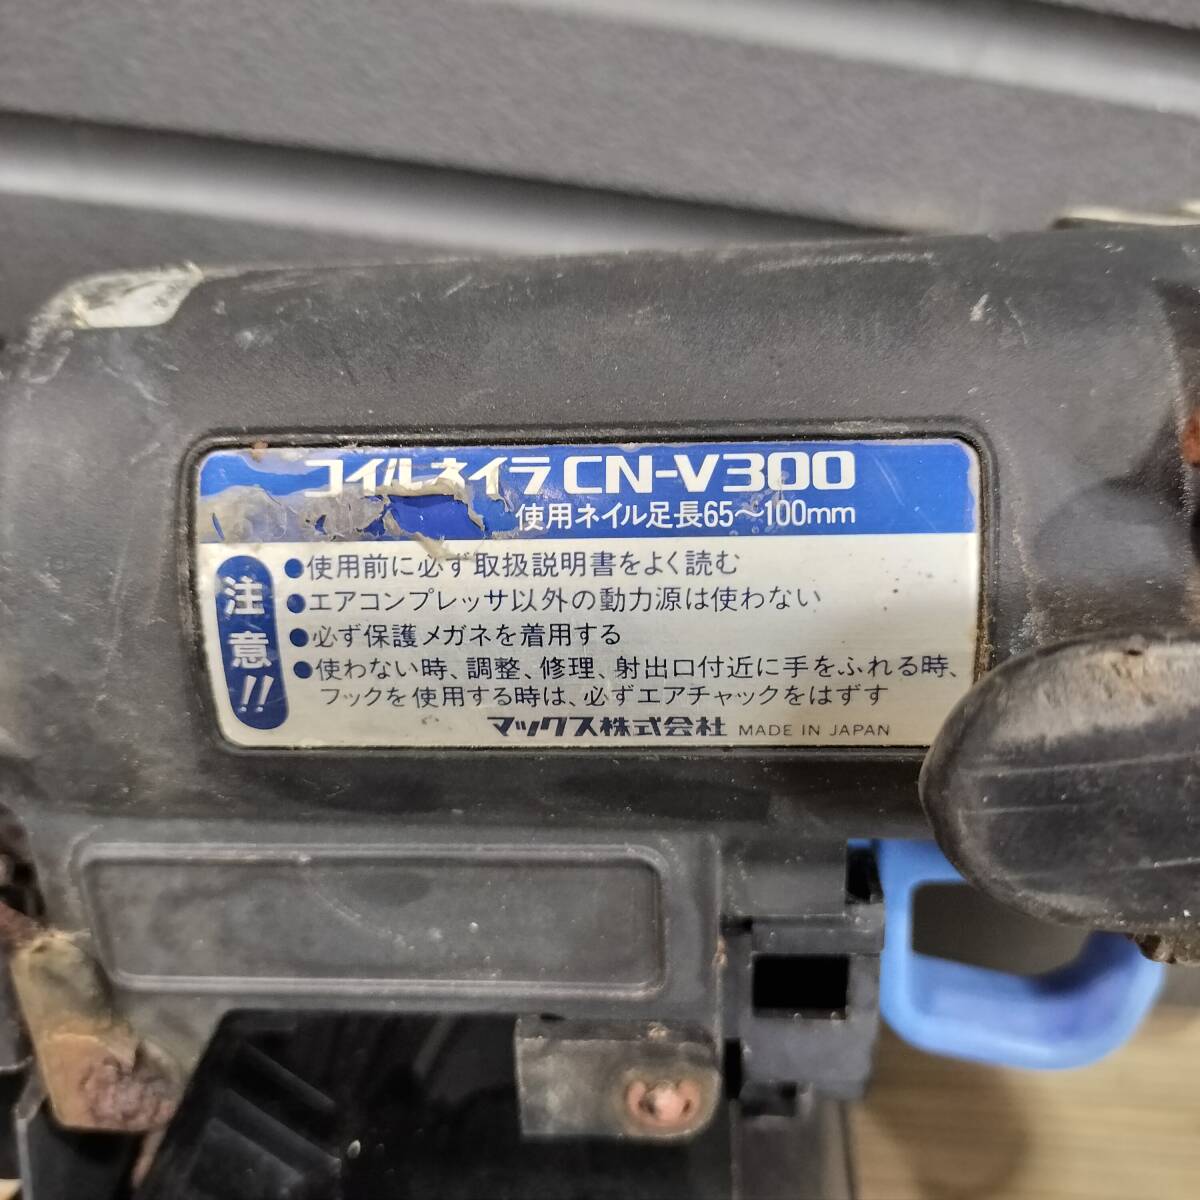 コイルネイラ CN-V300
使用ネイル足長65～100mm
注意!!
●使用前に必ず取扱説明書をよく読む
●エアコンプレッサ以外の動力源は使わない
●必ず保護メガネを着用する
●使わない時、調整、修理、射出口付近に手をふれる時、
フックを使用する時は、必ずエアチャックをはずす
マックス株式会社 MADE IN JAPAN